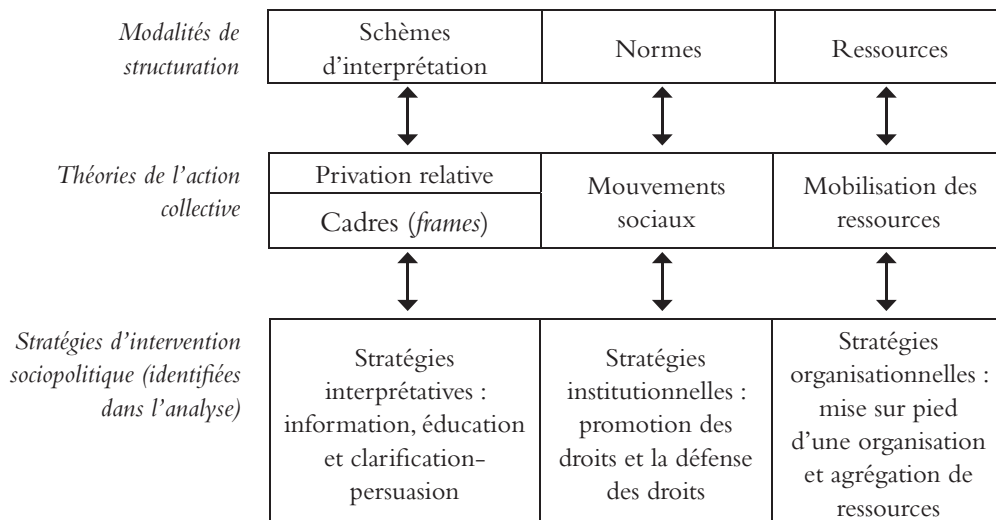 Modalités de
structuration
Schèmes
d'interprétation
Normes
Ressources
Théories de l'action
collective
Privation relative
Cadres (frames)
Mouvements
sociaux
Mobilisation des
ressources
Stratégies d'intervention
sociopolitique (identifiées
dans l'analyse)
Stratégies
interprétatives :
information, éducation
et clarification-
persuasion
Stratégies
institutionnelles :
promotion des
droits et la défense
des droits
Stratégies
organisationnelles :
mise sur pied
d'une organisation
et agrégation de
ressources